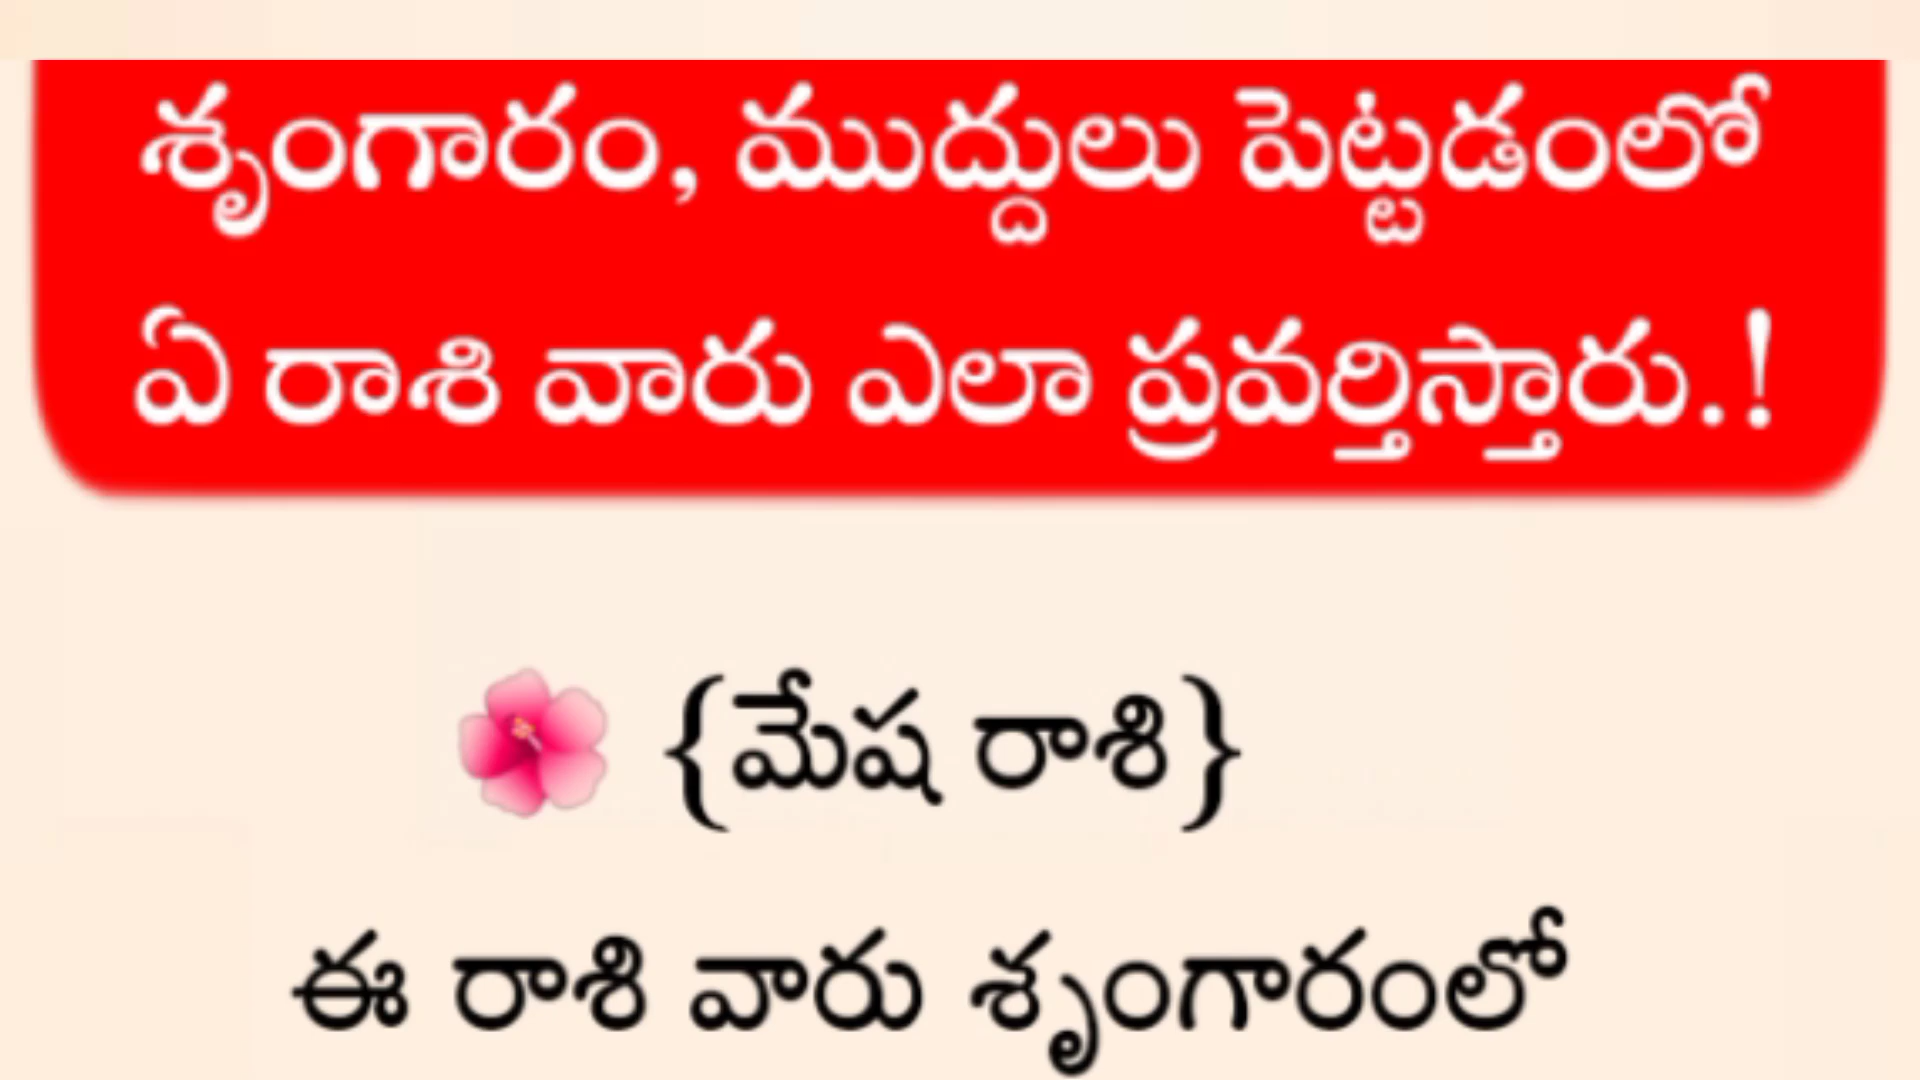 శృంగారం, ముద్దులు పెట్టడంలో
ఏ రాశి వారు ఎలా ప్రవర్తిస్తారు.!
{మేష రాశి}
ఈ రాశి వారు శృంగారంలో